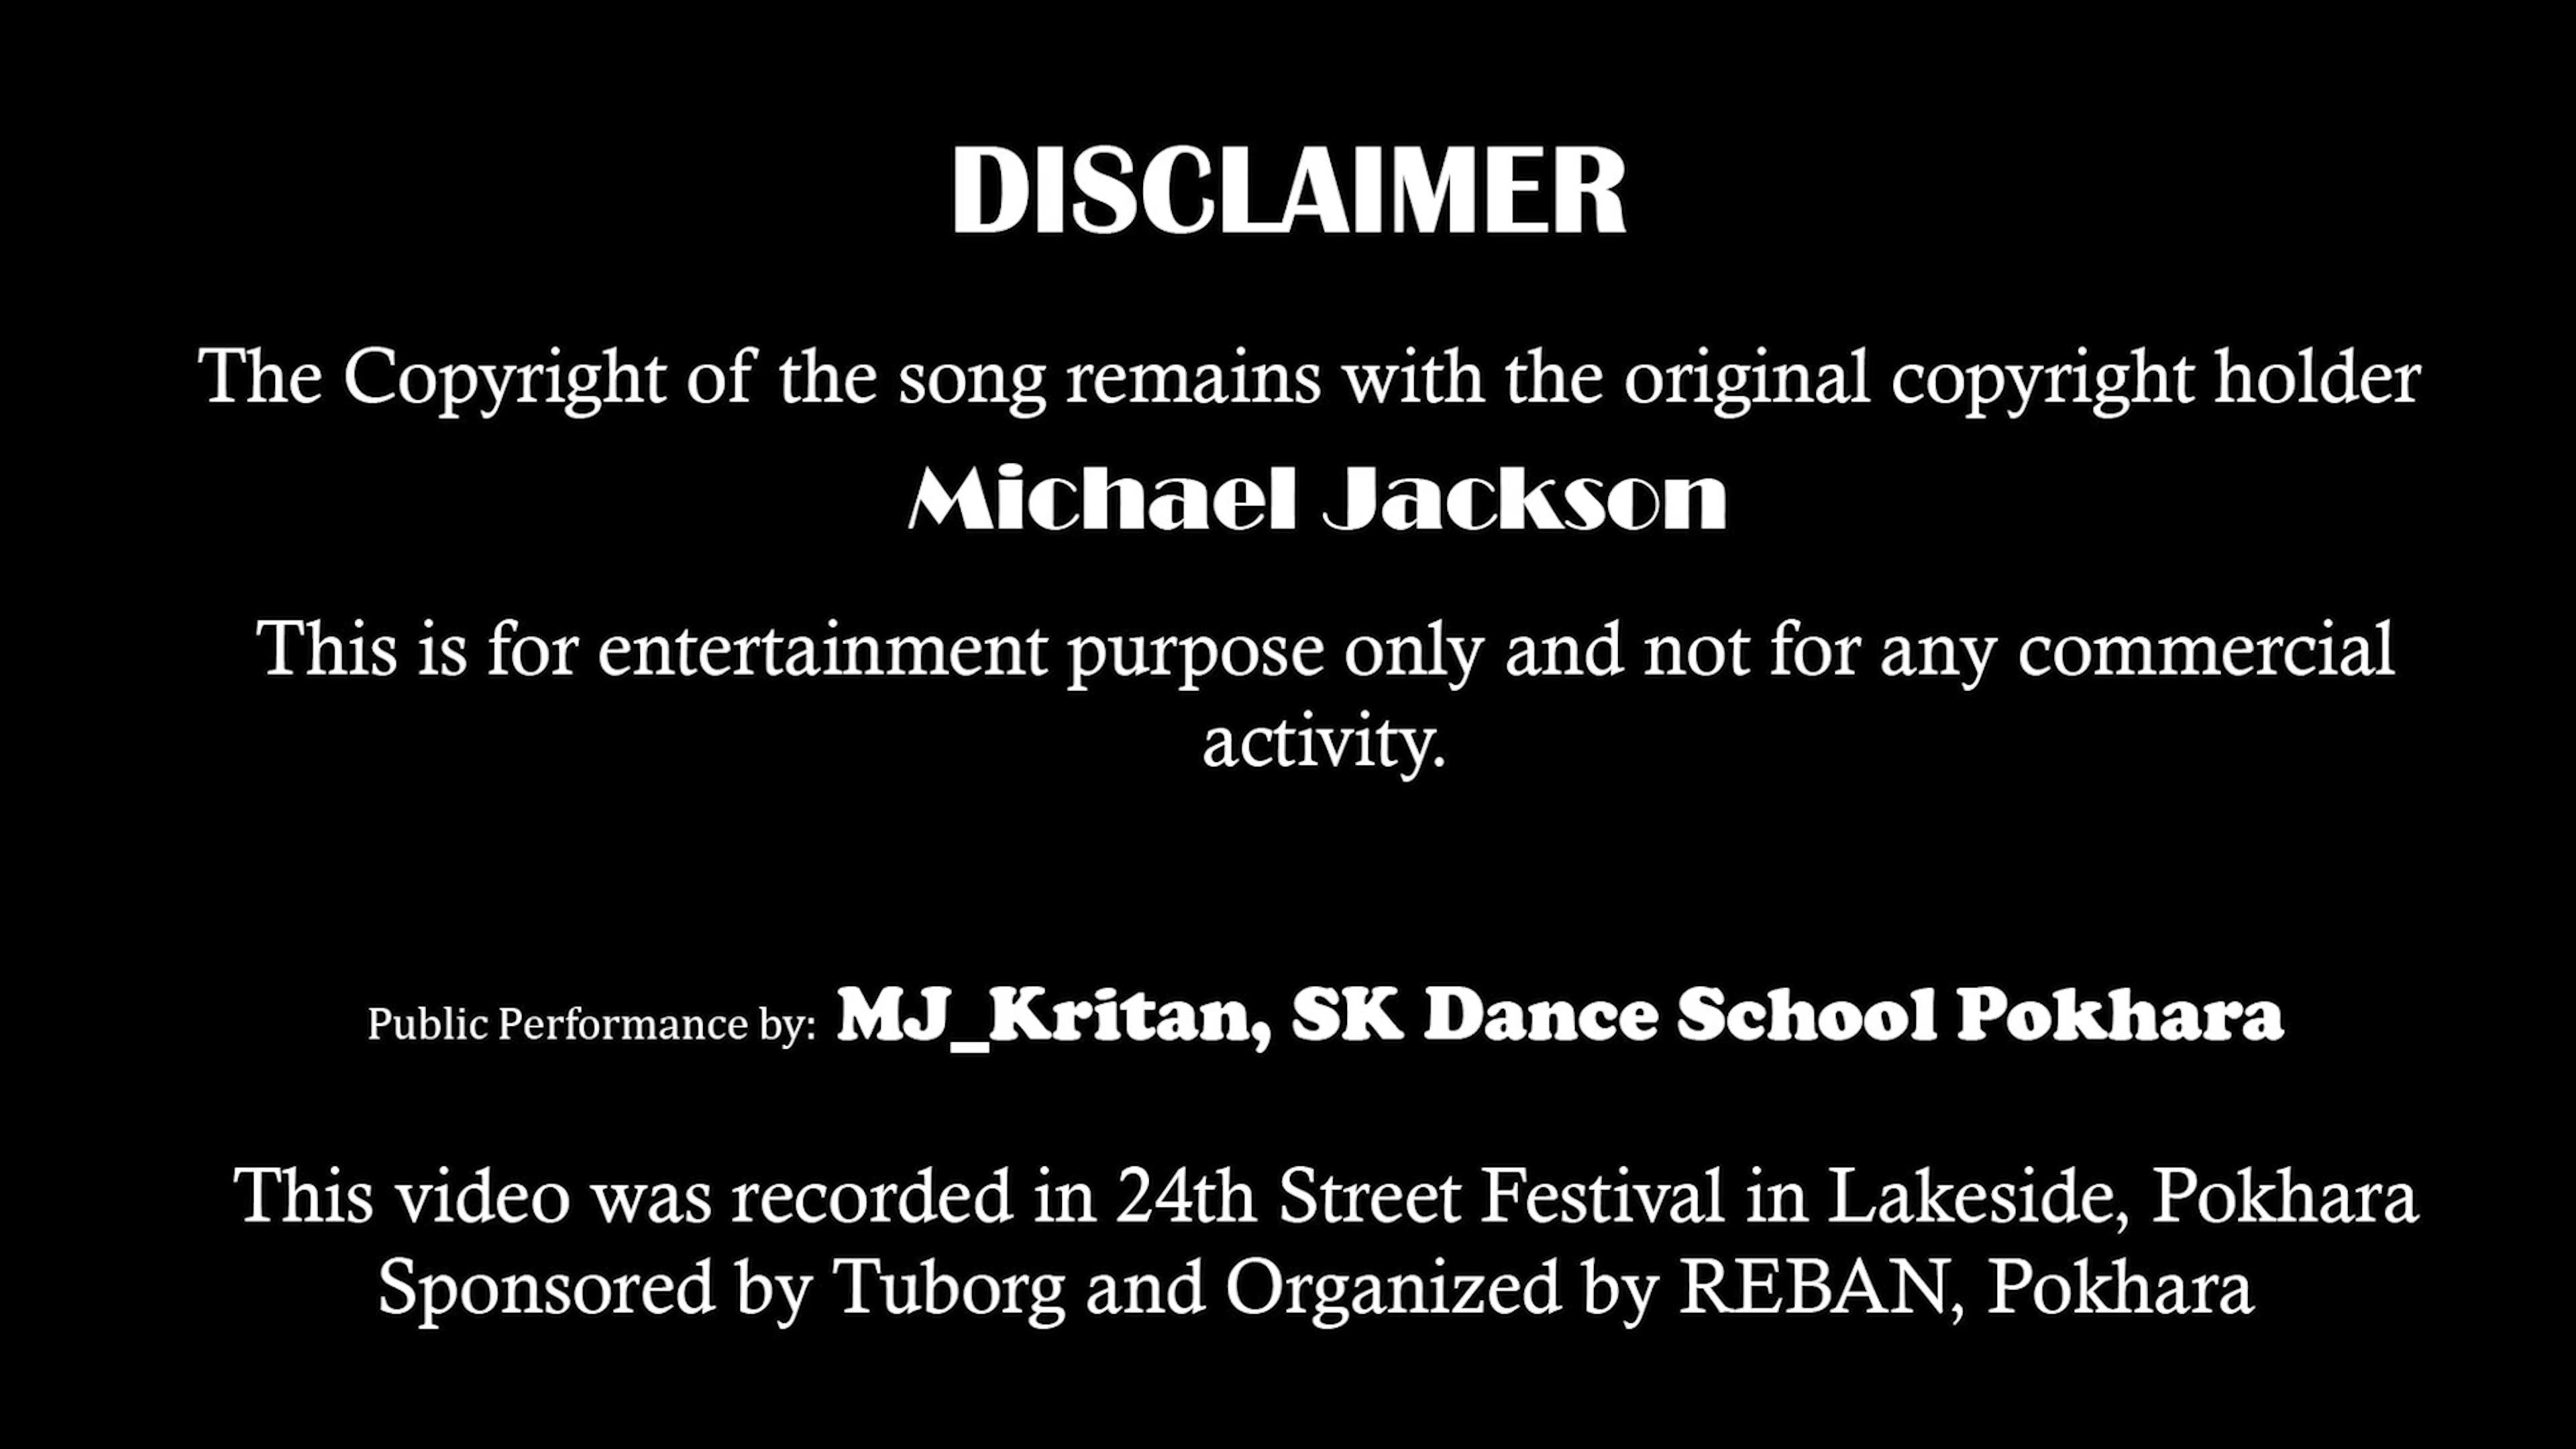 DISCLAIMER
The Copyright of the song remains with the original copyright holder
Michael Jackson
This is for entertainment purpose only and not for any commercial
activity.
Public Performance by: MJ_Kritan, SK Dance School Pokhara
This video was recorded in 24th Street Festival in Lakeside, Pokhara
Sponsored by Tuborg and Organized by REBAN, Pokhara